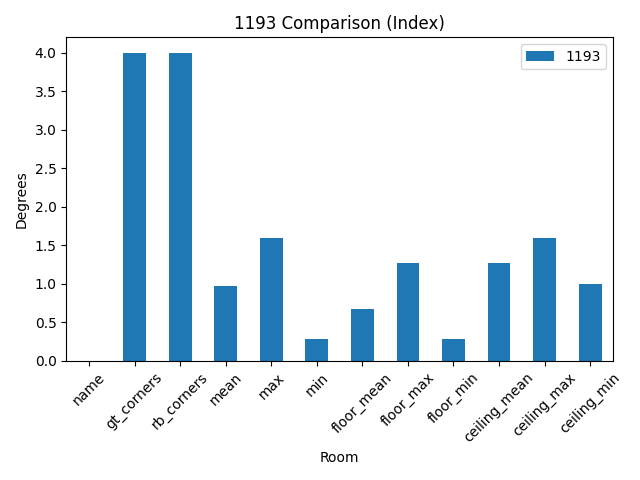 1193 Comparison (Index)
1193
Degrees
4.0
3.5
3.0
2.5
2.0
1.5
1.0
0.5
0.0
name
gt_corners
rb_corners
mean
max
min
floor_mean
floor_max
floor_min
ceiling_mean
ceiling_max
ceiling_min
Room